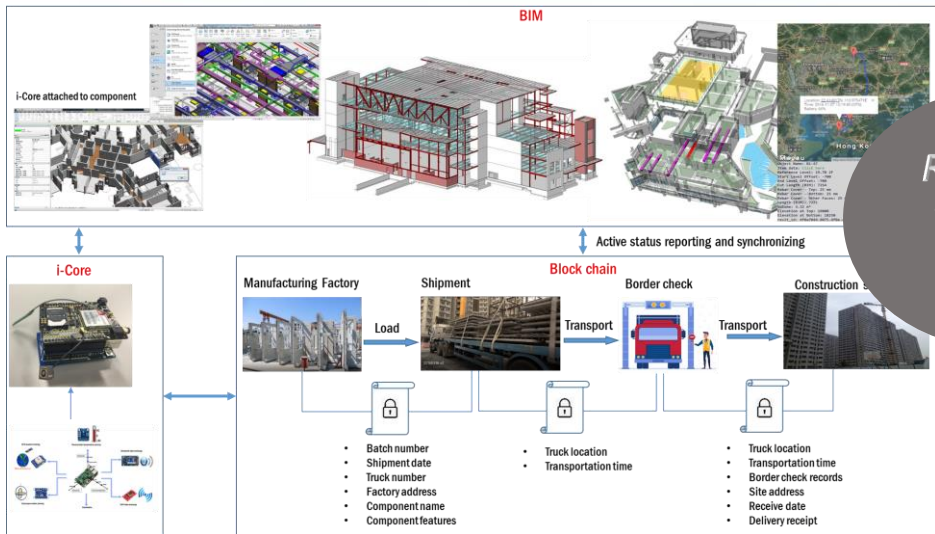 BIM
i-Core attached to component
Hong Ko
R
Active status reporting and synchronizing
i-Core
Block chain
Manufacturing Factory
Shipment
Border check
Construction
Load
Transport
Transport
• Batch number
• Shipment date
• Truck number
• Factory address
• Component name
• Component features
• Truck location
• Transportation time
• Truck location
• Transportation time
• Border check records
• Site address
• Receive date
• Delivery receipt